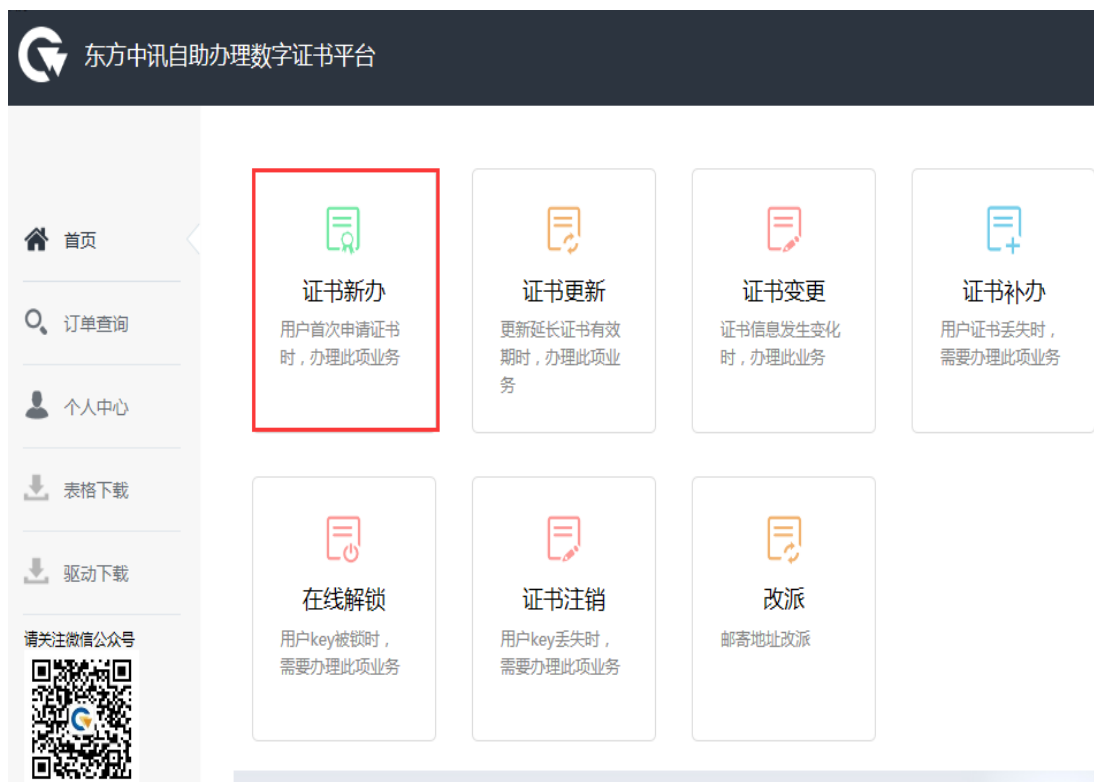 东方中讯自助办理数字证书平台
首页
订单查询
个人中心
表格下载
驱动下载
请关注微信公众号
证书新办
用户首次申请证书
时，办理此项业务
证书更新
更新延长证书有效
期时，办理此项业
务
证书变更
证书信息发生变化
时，办理此业务
证书补办
用户证书丢失时，
需要办理此项业务
在线解锁
用户key被锁时，
需要办理此项业务
证书注销
用户key丢失时，
需要办理此项业务
改派
邮寄地址改派